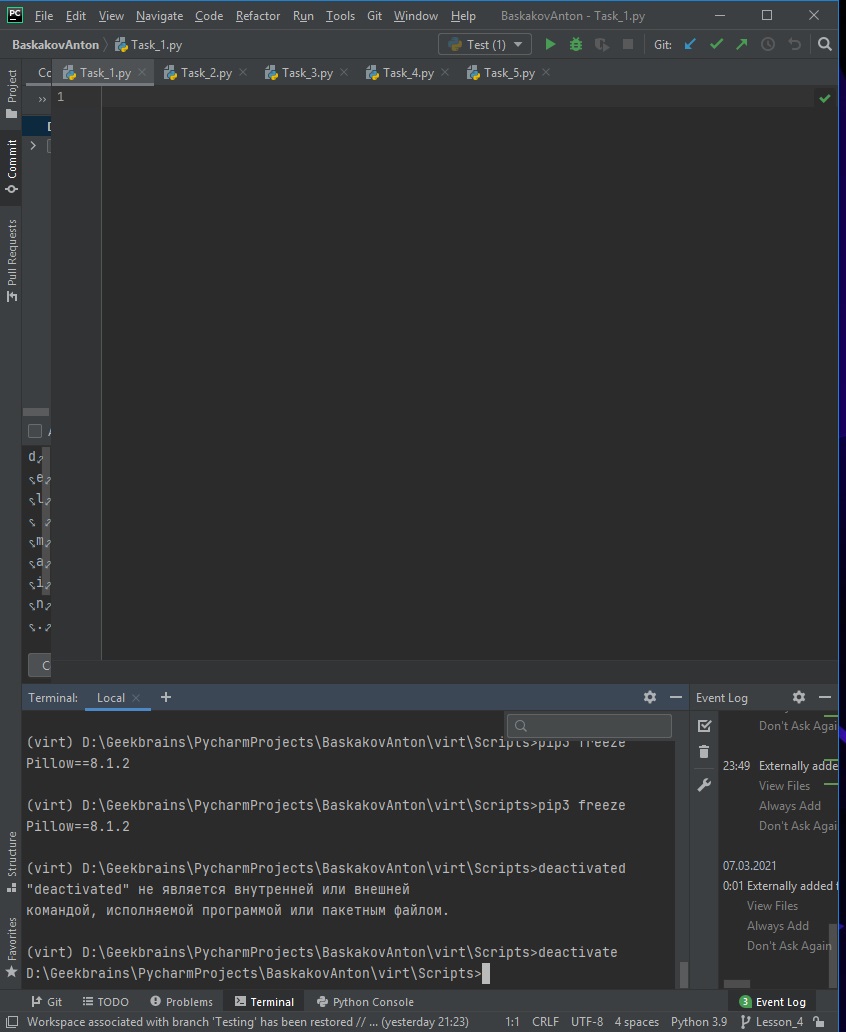 PC File Edit View Navigate Code Refactor Run Tools Git Window Help BaskakovAnton - Task_1.py
BaskakovAnton Task_1.py Test (1) Git:
Project
Commit
Pull Requests
Structure
Favorites
Task_1.py Task_2.py Task_3.py Task_4.py Task_5.py
1
d
e
l
m
a
i
n
.
C
Terminal: Local +
(virt) D:\Geekbrains\PycharmProjects\BaskakovAnton\virt\Scripts>pip3 freeze
Pillow==8.1.2
(virt) D:\Geekbrains\PycharmProjects\BaskakovAnton\virt\Scripts>pip3 freeze
Pillow==8.1.2
(virt) D:\Geekbrains\PycharmProjects\BaskakovAnton\virt\Scripts>deactivated
"deactivated" не является внутренней или внешней
командой, исполняемой программой или пакетным файлом.
(virt) D:\Geekbrains\PycharmProjects\BaskakovAnton\virt\Scripts>deactivate
D:\Geekbrains\PycharmProjects\BaskakovAnton\virt\Scripts>
Event Log
Don't Ask Agai
23:49 Externally adde
View Files
Always Add
Don't Ask Agai
07.03.2021
0:01 Externally added
View Files
Always Add
Don't Ask Again
Git TODO Problems Terminal Python Console 3 Event Log
Workspace associated with branch 'Testing' has been restored // ... (yesterday 21:23) 1:1 CRLF UTF-8 4 spaces Python 3.9 Lesson_4